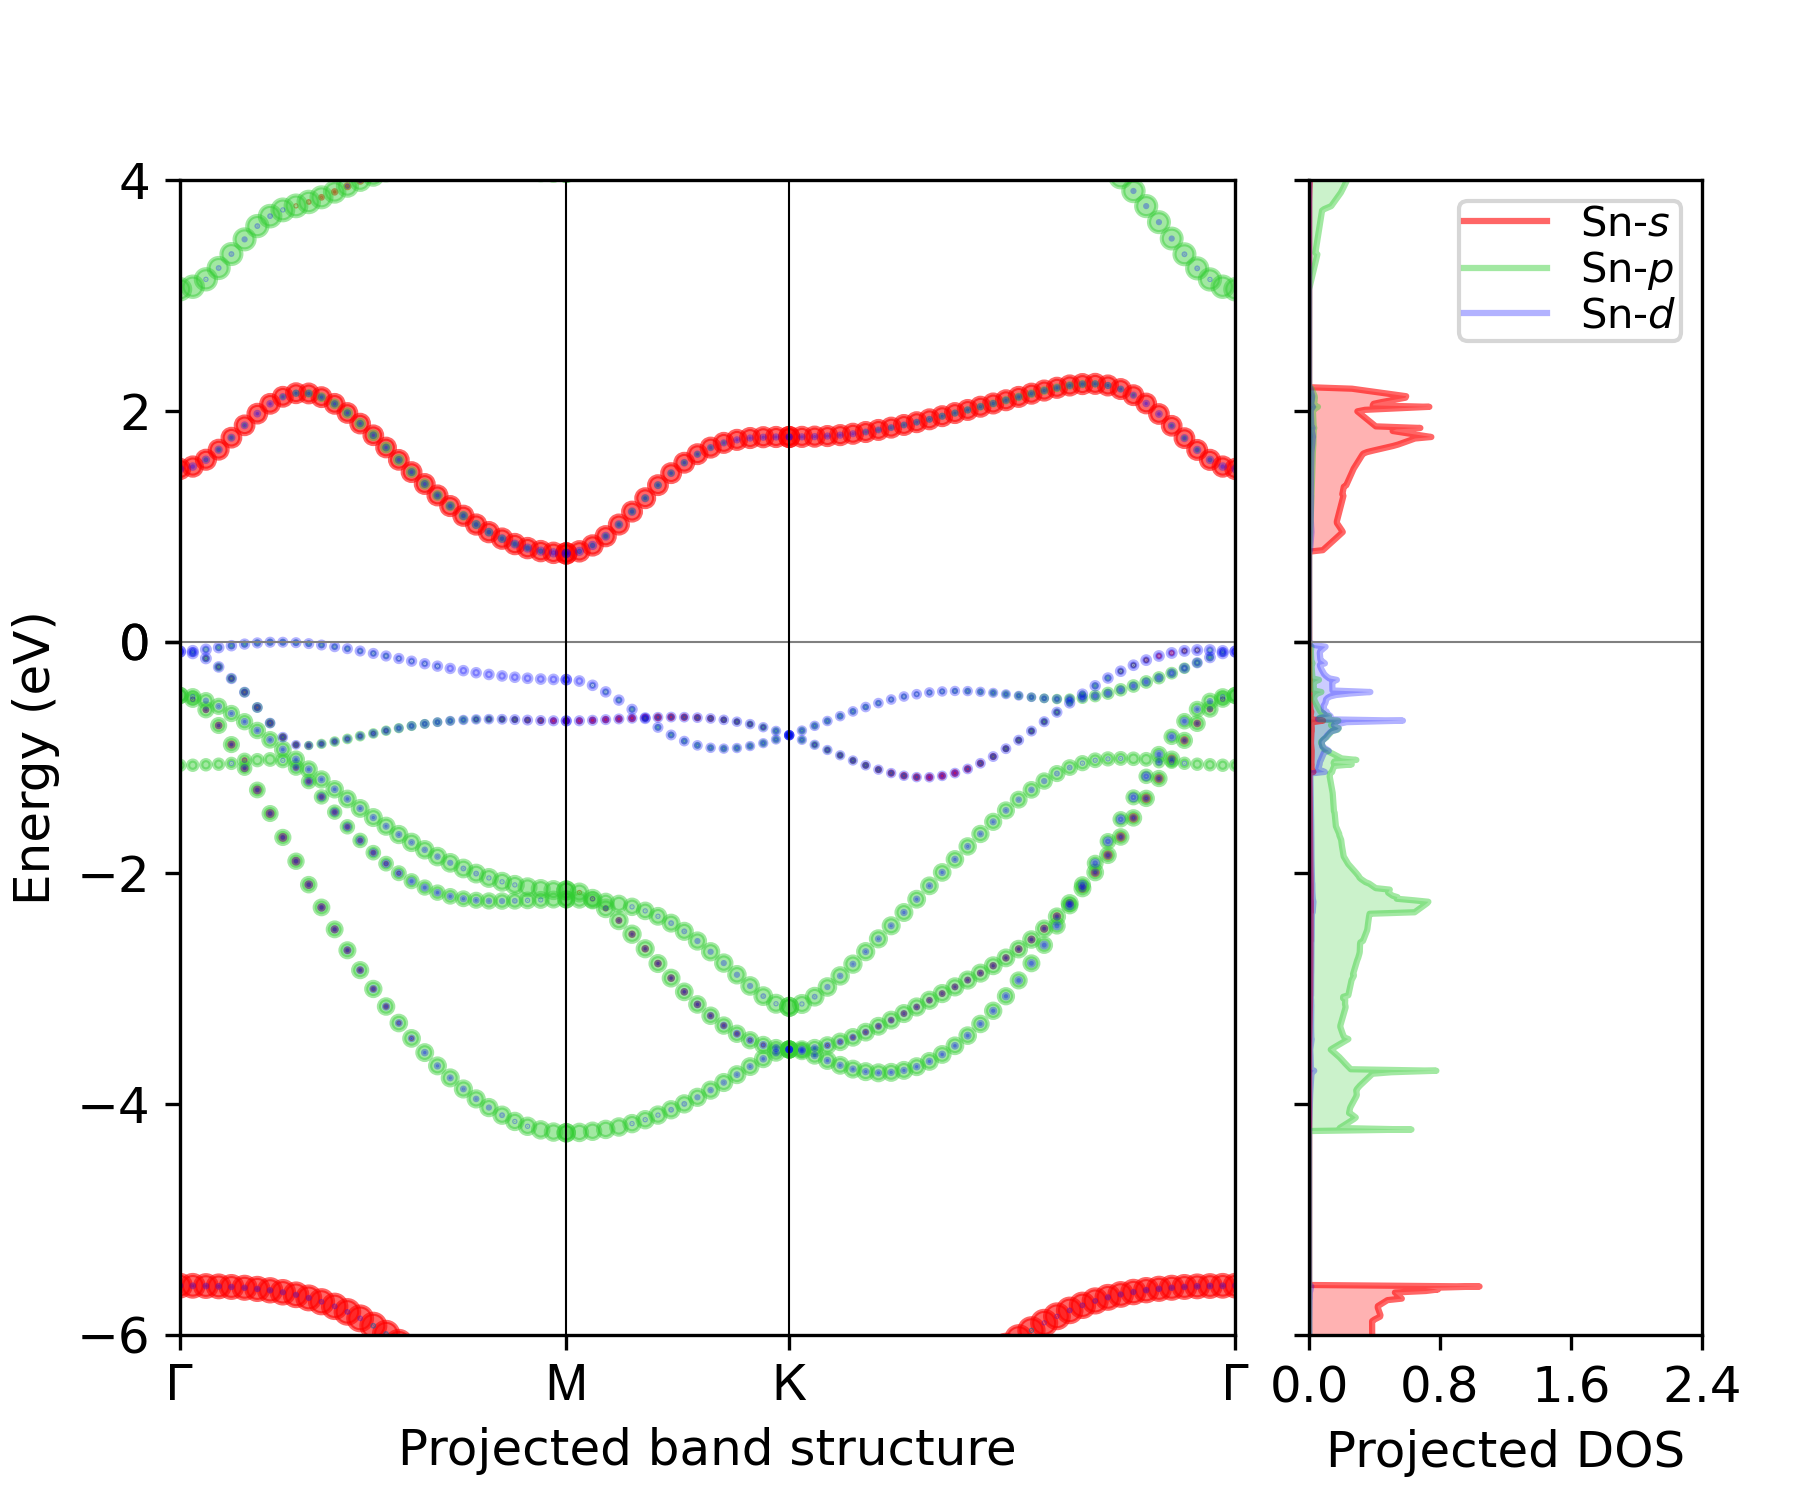 Energy (eV)
4
2
0
−2
−4
−6
Γ
M
K
Γ
Projected band structure
Sn-s
Sn-p
Sn-d
0.0
0.8
1.6
2.4
Projected DOS